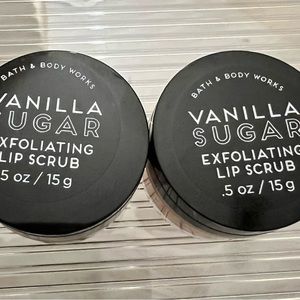 BATH & BODY WORKS
VANILLA
SUGAR
EXFOLIATING
LIP SCRUB
.5 oz / 15 g
BATH & BODY WORKS
VANILLA
SUGAR
EXFOLIATING
LIP SCRUB
.5 oz / 15 g